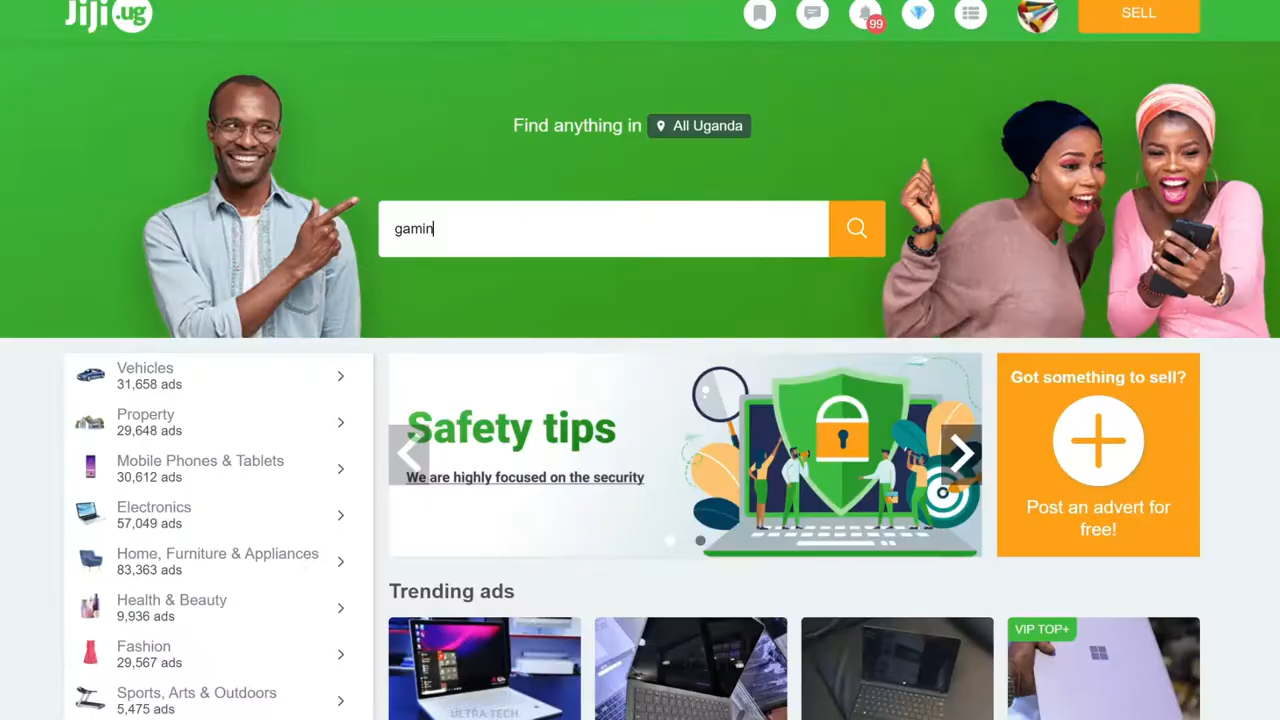 Jiji .ug
99
SELL
Find anything in All Uganda
gamin
Vehicles
31,658 ads
Property
29,648 ads
Mobile Phones & Tablets
30,612 ads
Electronics
57,049 ads
Home, Furniture & Appliances
83,363 ads
Health & Beauty
9,936 ads
Fashion
29,567 ads
Sports, Arts & Outdoors
5,475 ads
Safety tips
We are highly focused on the security
Got something to sell?
Post an advert for
free!
Trending ads
ULTRA TECH
VIP TOP+